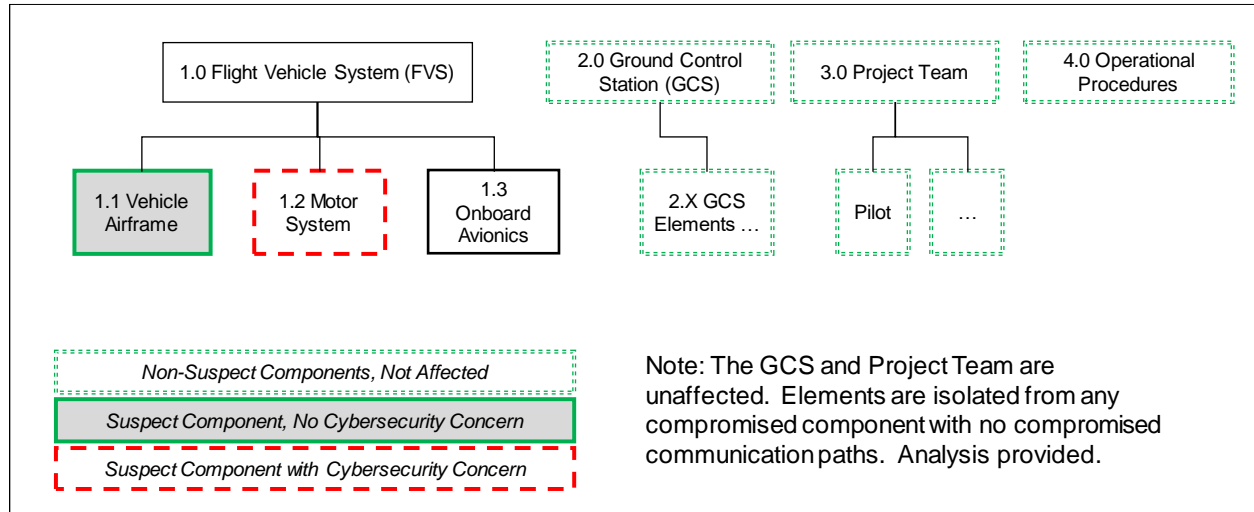 1.0 Flight Vehicle System (FVS)
2.0 Ground Control
Station (GCS)
3.0 Project Team
4.0 Operational
Procedures
1.1 Vehicle
Airframe
1.2 Motor
System
1.3
Onboard
Avionics
2.X GCS
Elements …
Pilot
…
Non-Suspect Components, Not Affected
Suspect Component, No Cybersecurity Concern
Suspect Component with Cybersecurity Concern
Note: The GCS and Project Team are
unaffected. Elements are isolated from any
compromised component with no compromised
communication paths. Analysis provided.